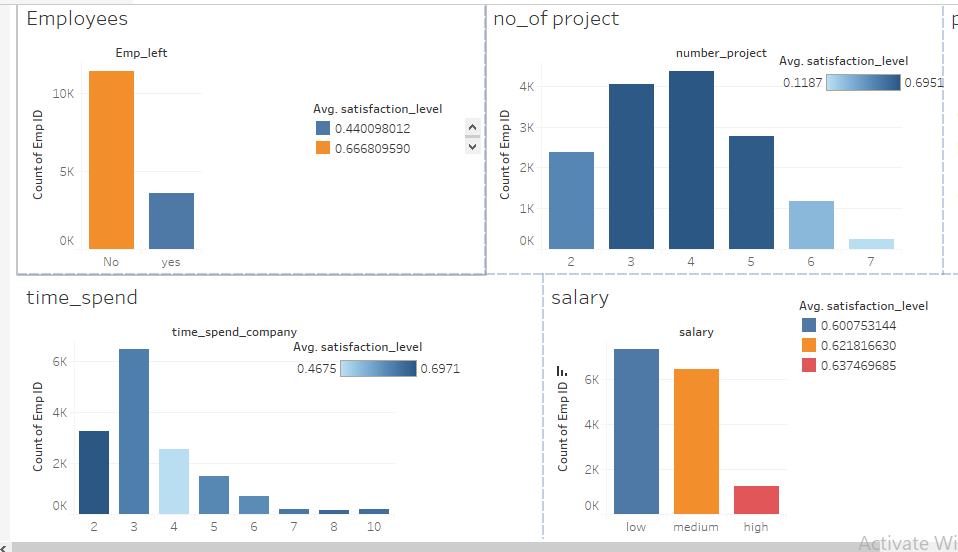 Employees
Emp_left
Count of Emp ID
10K
5K
0K
No yes
Avg. satisfaction_level
0.440098012
0.666809590
no_of project
number_project
Avg. satisfaction_level
0.1187 0.6951
Count of Emp ID
4K
3K
2K
1K
0K
2 3 4 5 6 7
p
time_spend
time_spend_company
Avg. satisfaction_level
0.4675 0.6971
Count of Emp ID
6K
4K
2K
0K
2 3 4 5 6 7 8 10
salary
salary
Avg. satisfaction_level
0.600753144
0.621816630
0.637469685
Count of Emp ID
6K
4K
2K
0K
low medium high
Activate Wi